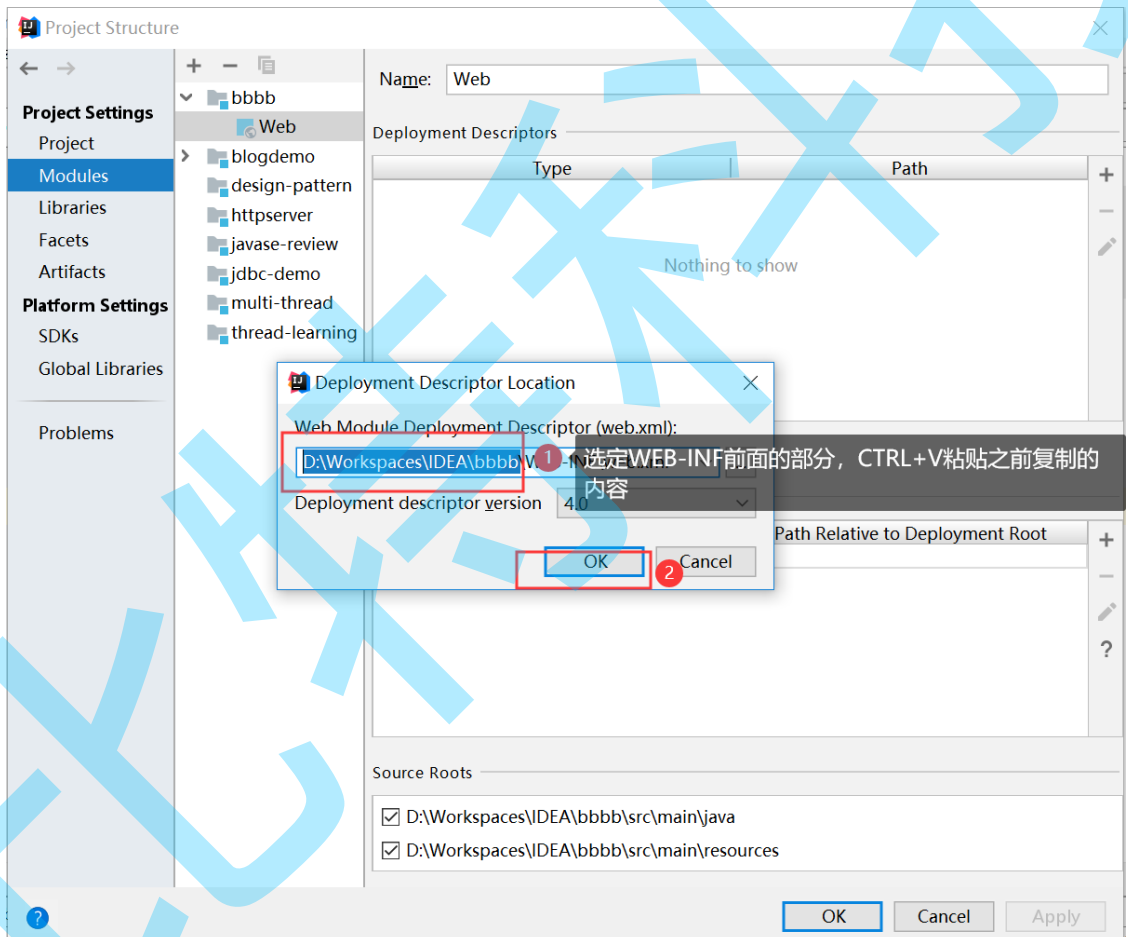 Project Structure
Name: Web
Project Settings
Project
Modules
Libraries
Facets
Artifacts
Platform Settings
SDKs
Global Libraries
Problems
bbbb
Web
blogdemo
design-pattern
httpserver
javase-review
jdbc-demo
multi-thread
thread-learning
Deployment Descriptors
Type Path
Nothing to show
Deployment Descriptor Location
Web Module Deployment Descriptor (web.xml):
D:\Workspaces\IDEA\bbbb\
1
选定WEB-INF前面的部分，CTRL+V粘贴之前复制的
内容
Deployment descriptor version 4.0
OK Cancel
2
Path Relative to Deployment Root
?
Source Roots
D:\Workspaces\IDEA\bbbb\src\main\java
D:\Workspaces\IDEA\bbbb\src\main\resources
? OK Cancel Apply